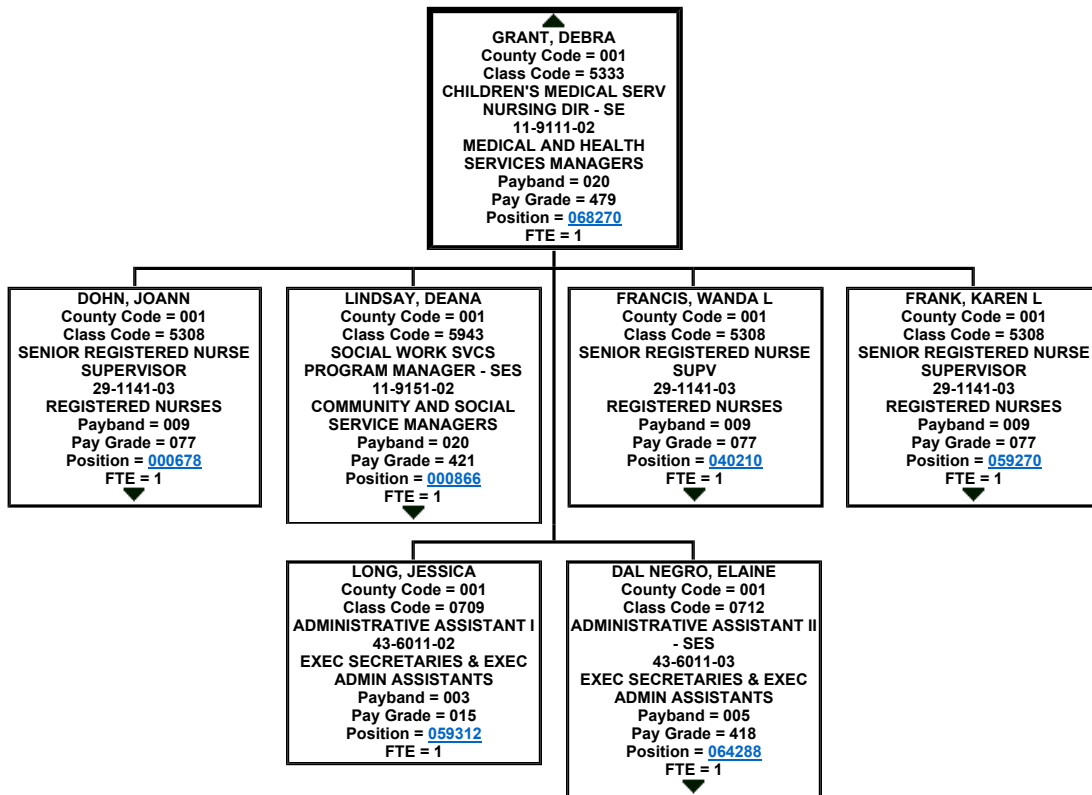 GRANT, DEBRA
County Code = 001
Class Code = 5333
CHILDREN'S MEDICAL SERV
NURSING DIR - SE
11-9111-02
MEDICAL AND HEALTH
SERVICES MANAGERS
Payband = 020
Pay Grade = 479
Position = 068270
FTE = 1
DOHN, JOANN
County Code = 001
Class Code = 5308
SENIOR REGISTERED NURSE
SUPERVISOR
29-1141-03
REGISTERED NURSES
Payband = 009
Pay Grade = 077
Position = 000678
FTE = 1
LINDSAY, DEANA
County Code = 001
Class Code = 5943
SOCIAL WORK SVCS
PROGRAM MANAGER - SES
11-9151-02
COMMUNITY AND SOCIAL
SERVICE MANAGERS
Payband = 020
Pay Grade = 421
Position = 000866
FTE = 1
FRANCIS, WANDA L
County Code = 001
Class Code = 5308
SENIOR REGISTERED NURSE
SUPV
29-1141-03
REGISTERED NURSES
Payband = 009
Pay Grade = 077
Position = 040210
FTE = 1
FRANK, KAREN L
County Code = 001
Class Code = 5308
SENIOR REGISTERED NURSE
SUPERVISOR
29-1141-03
REGISTERED NURSES
Payband = 009
Pay Grade = 077
Position = 059270
FTE = 1
LONG, JESSICA
County Code = 001
Class Code = 0709
ADMINISTRATIVE ASSISTANT I
43-6011-02
EXEC SECRETARIES & EXEC
ADMIN ASSISTANTS
Payband = 003
Pay Grade = 015
Position = 059312
FTE = 1
DAL NEGRO, ELAINE
County Code = 001
Class Code = 0712
ADMINISTRATIVE ASSISTANT II
- SES
43-6011-03
EXEC SECRETARIES & EXEC
ADMIN ASSISTANTS
Payband = 005
Pay Grade = 418
Position = 064288
FTE = 1